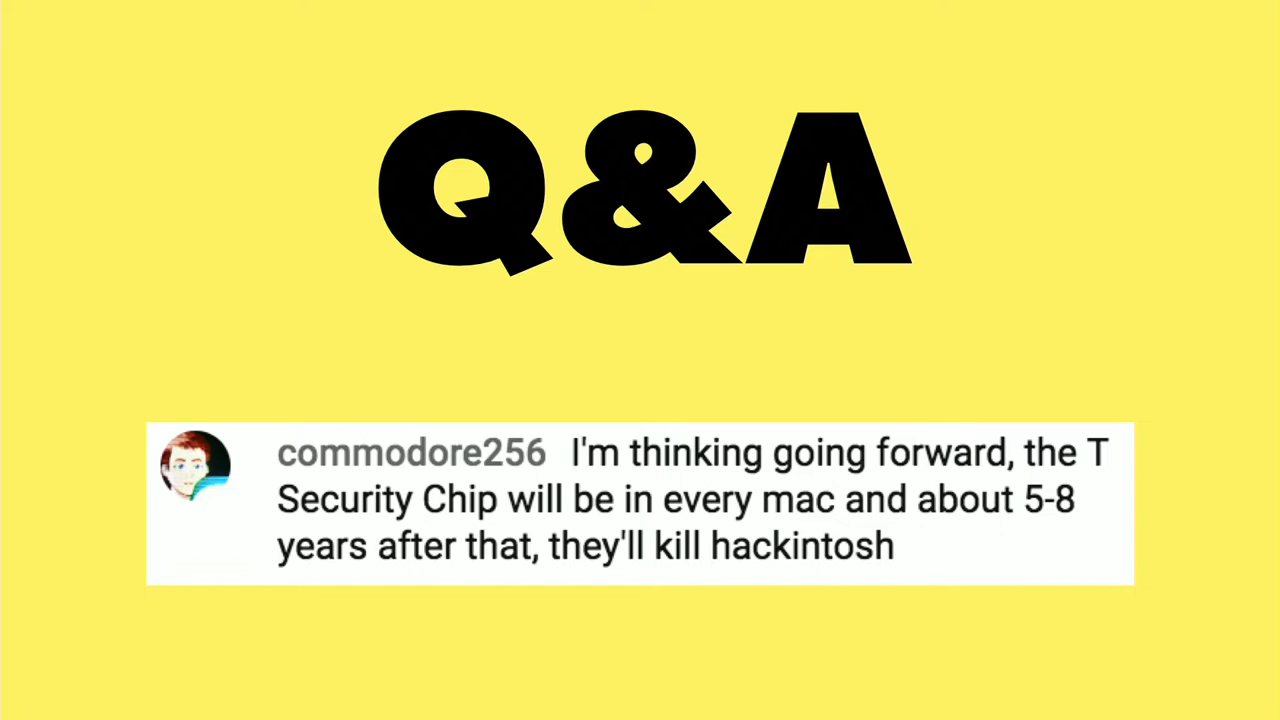 Q&A
commodore256 I'm thinking going forward, the T
Security Chip will be in every mac and about 5-8
years after that, they'll kill hackintosh